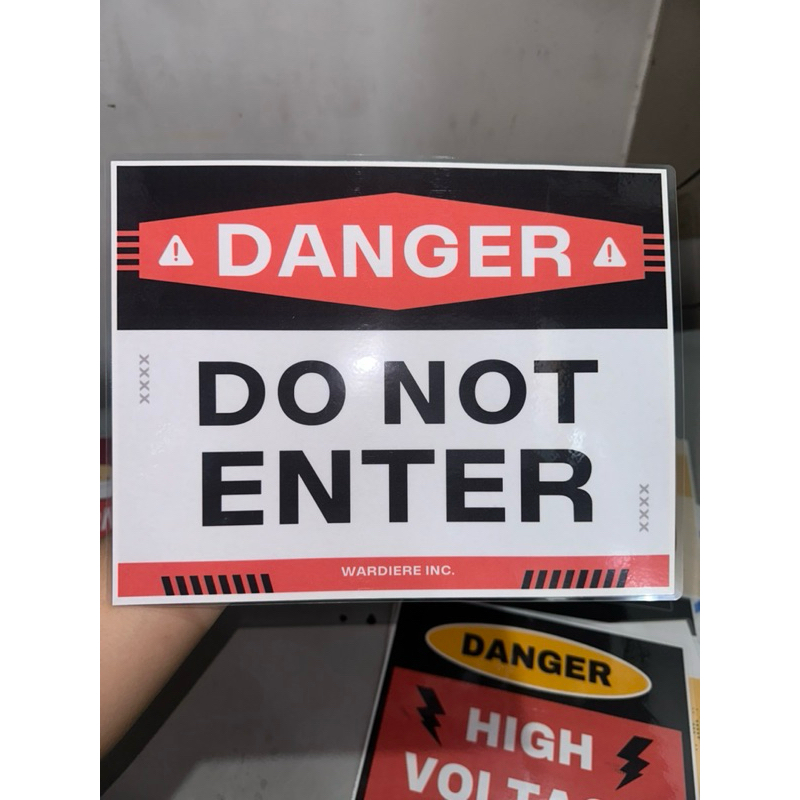 DANGER
DO NOT
ENTER
XXXX
XXXX
WARDIERE INC.
DANGER
HIGH